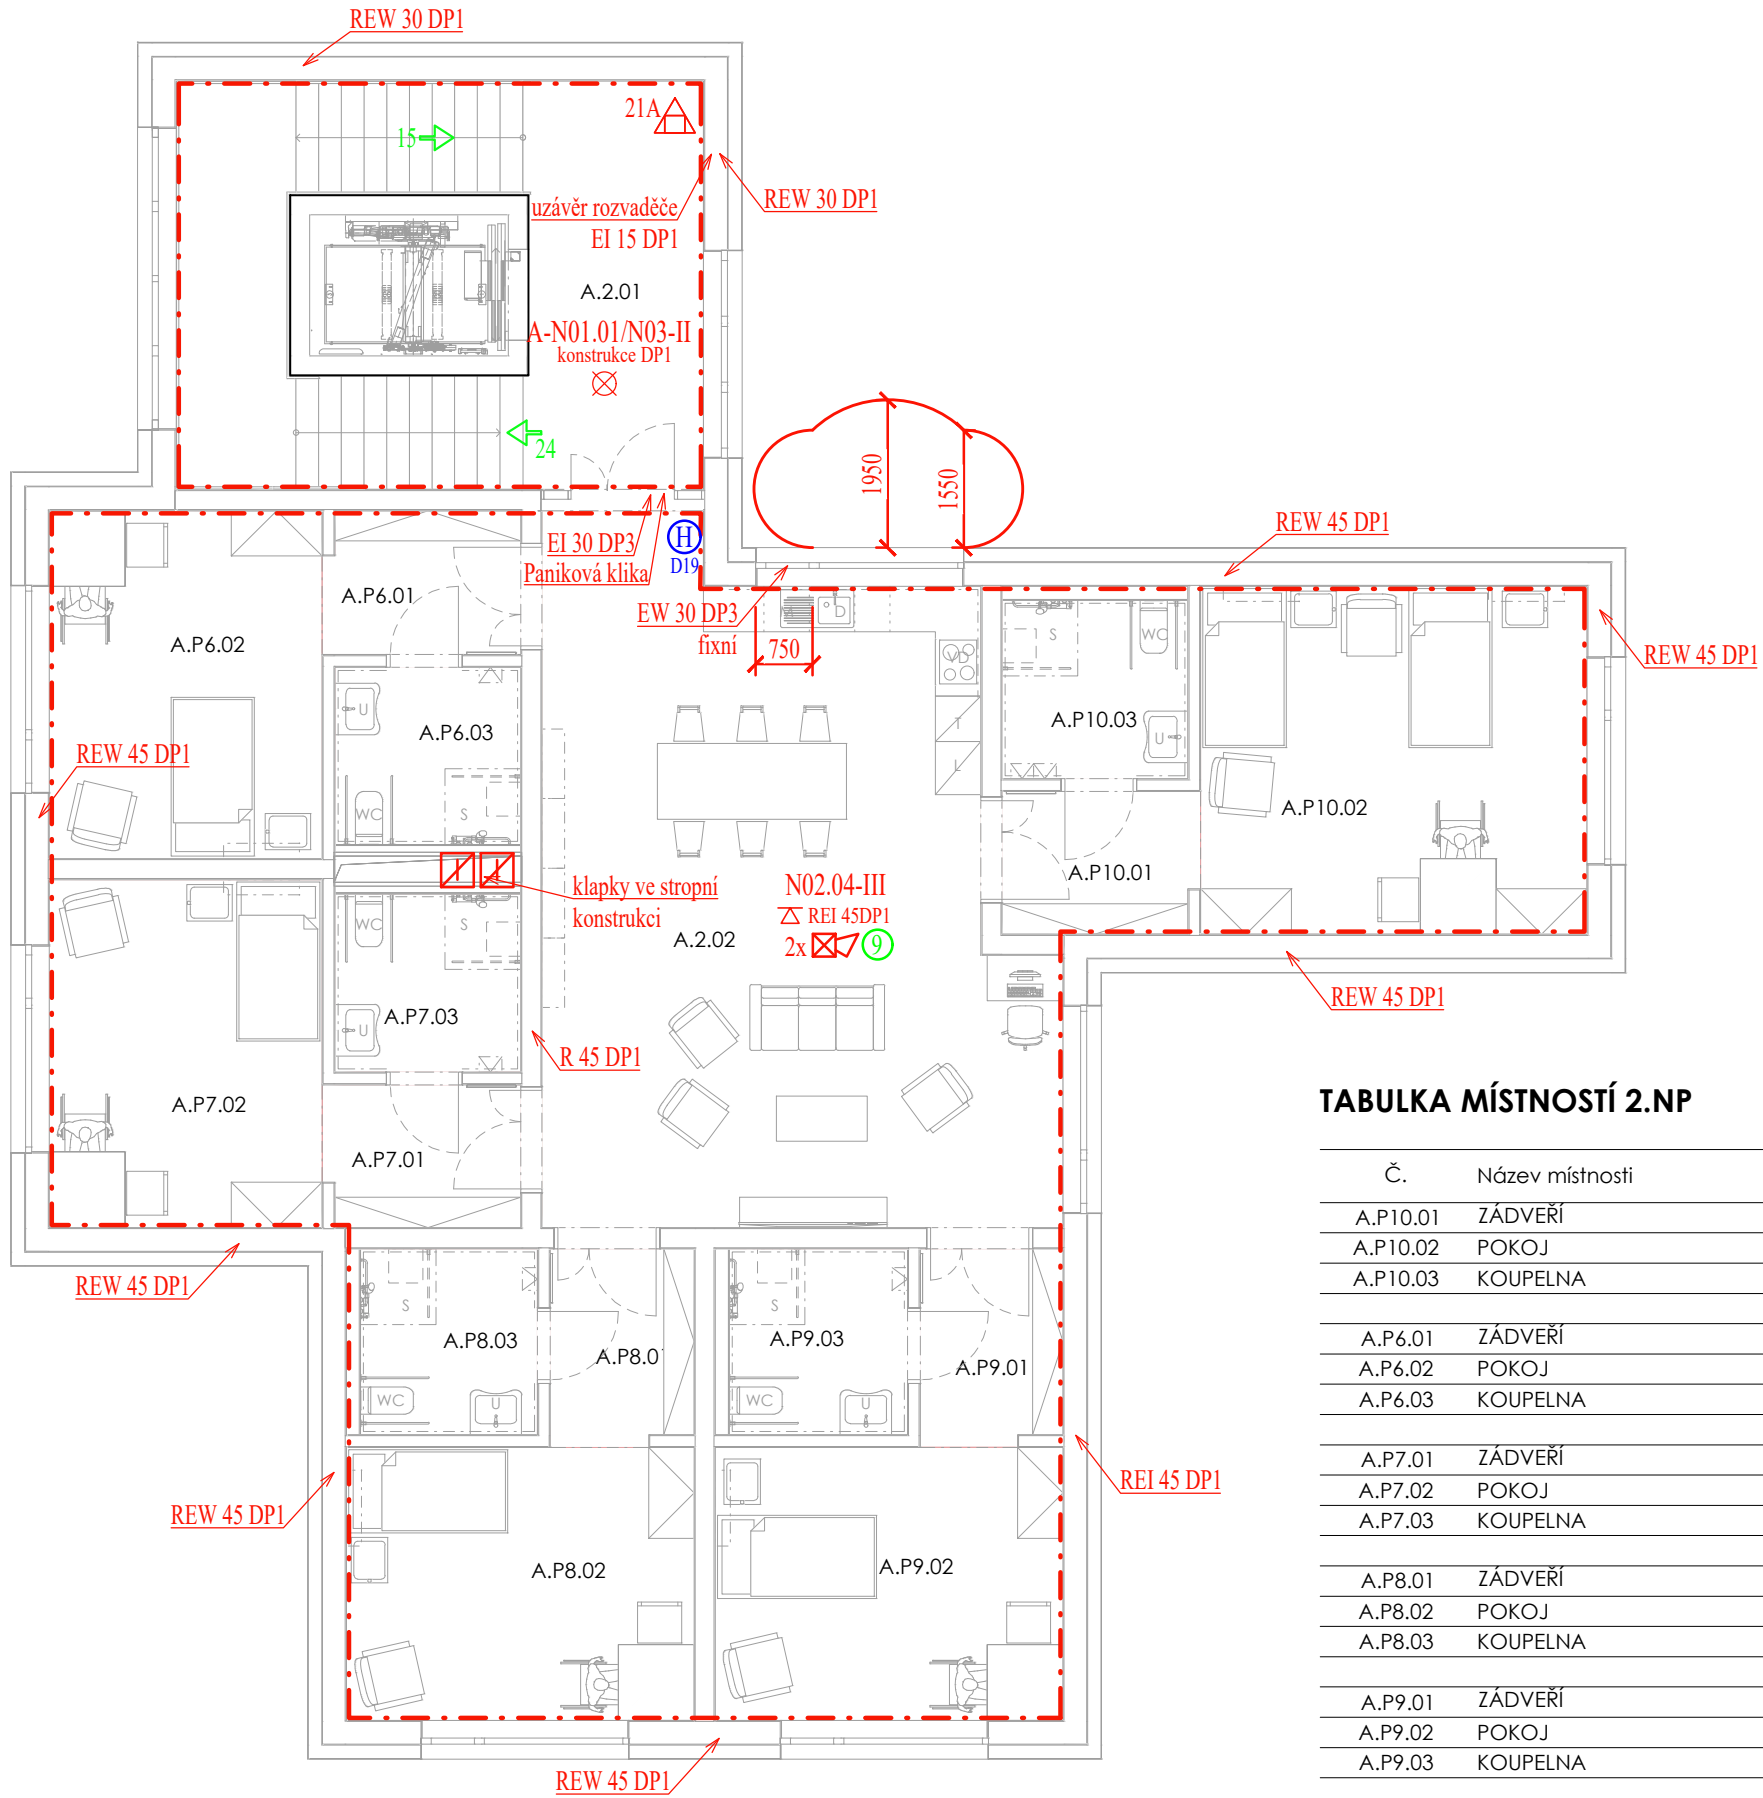 REW 30 DP1
21A
15
REW 30 DP1
uzávěr rozvaděče
EI 15 DP1
A.2.01
A-N01.01/N03-II
konstrukce DP1
24
1950
1550
REW 45 DP1
H
D19
EI 30 DP3
Paniková klika
A.P6.01
EW 30 DP3
fixní
750
A.P6.02
S
WC
VD
REW 45 DP1
U
A.P6.03
A.P10.03
U
T
L
REW 45 DP1
WC
S
A.P10.02
A.P10.01
klapky ve stropní
konstrukci
N02.04-III
REI 45DP1
2x
9
A.2.02
WC
S
REW 45 DP1
U
A.P7.03
R 45 DP1
A.P7.02
A.P7.01
REW 45 DP1
S
A.P8.03
A.P8.01
S
A.P9.03
A.P9.01
WC
U
WC
U
REW 45 DP1
REI 45 DP1
A.P8.02
A.P9.02
REW 45 DP1
TABULKA MÍSTNOSTÍ 2.NP
Č. Název místnosti
A.P10.01 ZÁDVEŘÍ
A.P10.02 POKOJ
A.P10.03 KOUPELNA
A.P6.01 ZÁDVEŘÍ
A.P6.02 POKOJ
A.P6.03 KOUPELNA
A.P7.01 ZÁDVEŘÍ
A.P7.02 POKOJ
A.P7.03 KOUPELNA
A.P8.01 ZÁDVEŘÍ
A.P8.02 POKOJ
A.P8.03 KOUPELNA
A.P9.01 ZÁDVEŘÍ
A.P9.02 POKOJ
A.P9.03 KOUPELNA